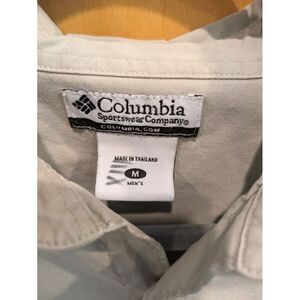 Columbia
Sportswear Company®
COLUMBIA.COM
MADE IN THAILAND
M
MEN'S